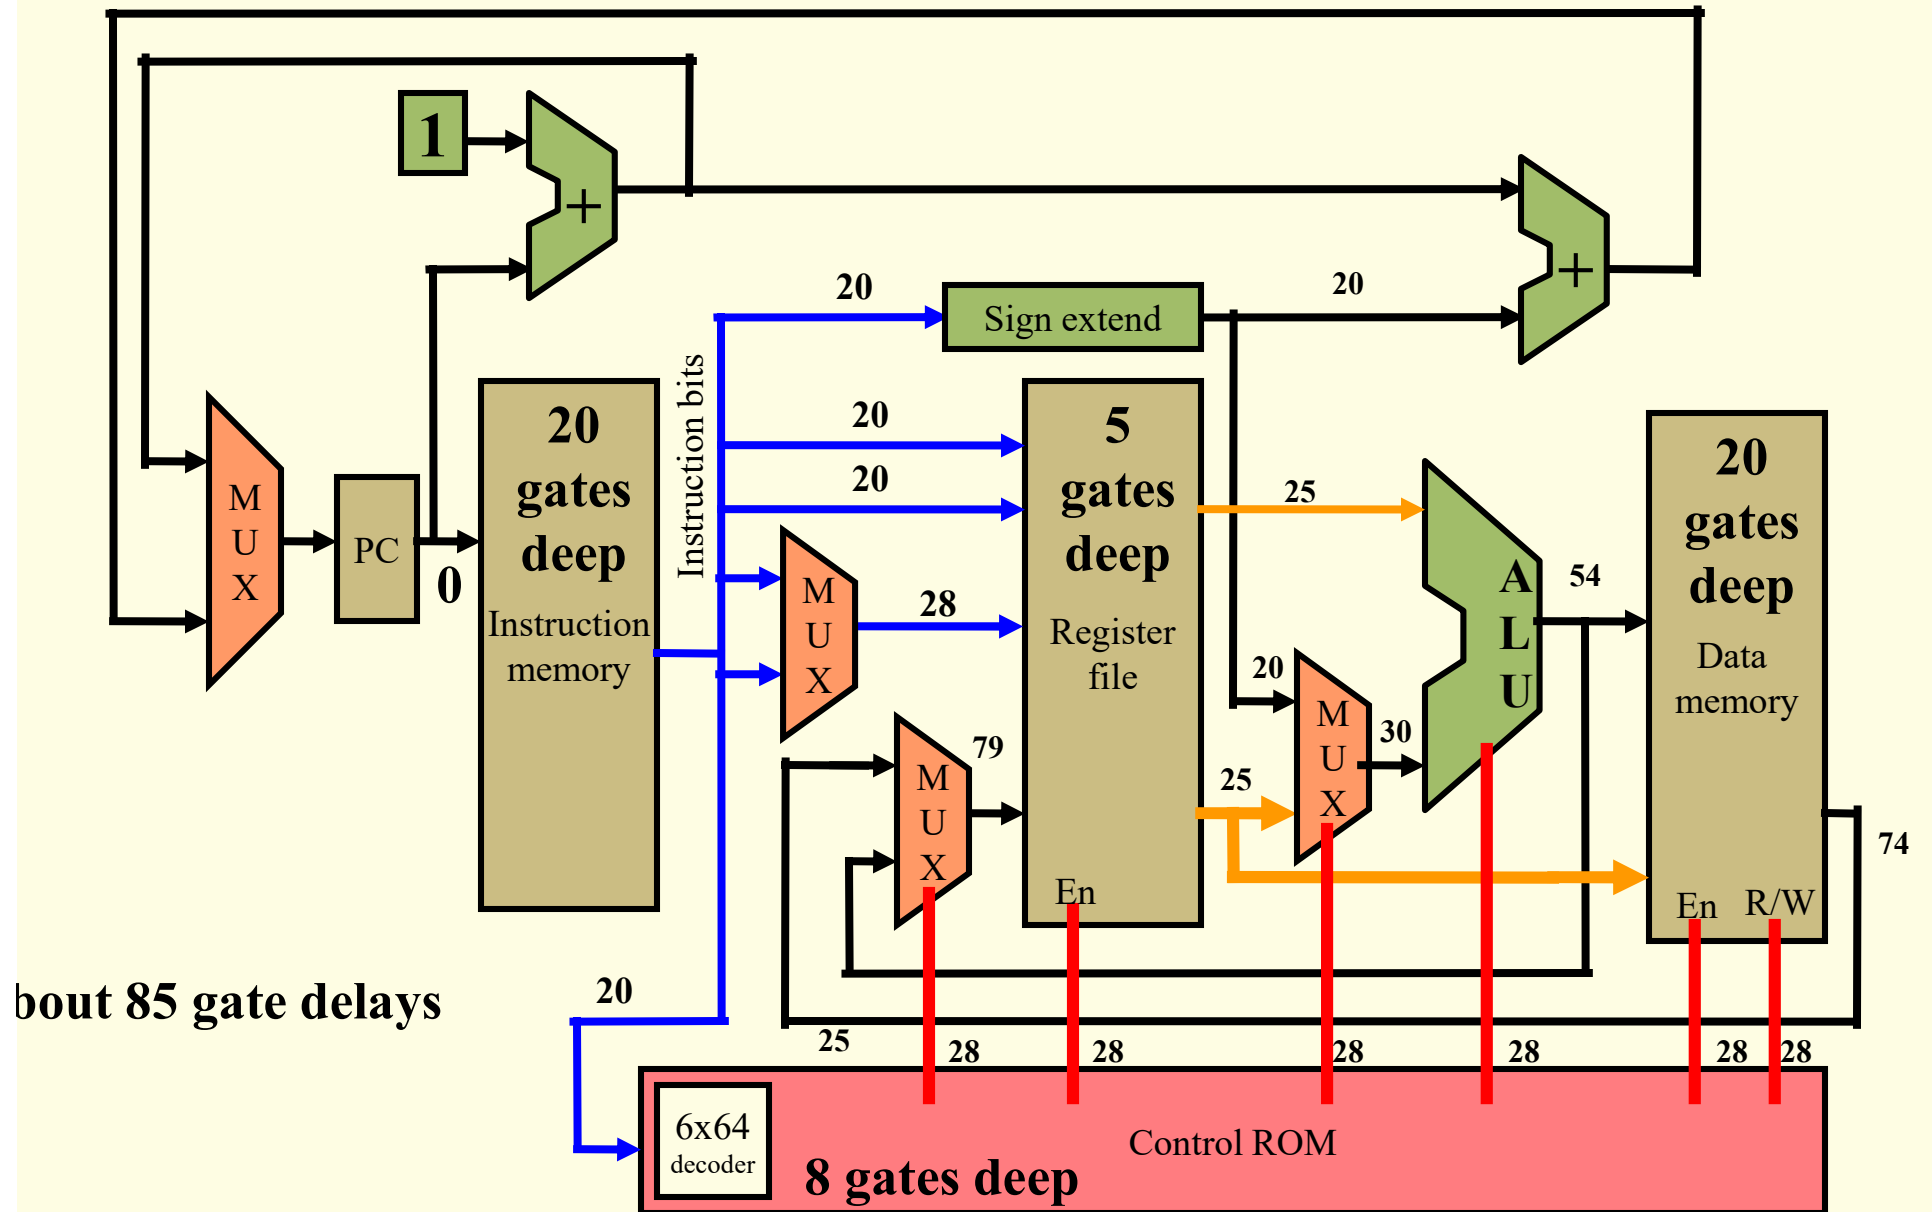 1
+
+
20
Sign extend
20
Instruction bits
20
20
M
U
X
PC
0
20
gates
deep
Instruction
memory
M
U
X
28
5
gates
deep
Register
file
En
25
A
L
U
54
20
gates
deep
Data
memory
En R/W
20
M
U
X
30
25
M
U
X
79
74
bout 85 gate delays
20
25
28
28
28
28
28
28
6x64
decoder
Control ROM
8 gates deep